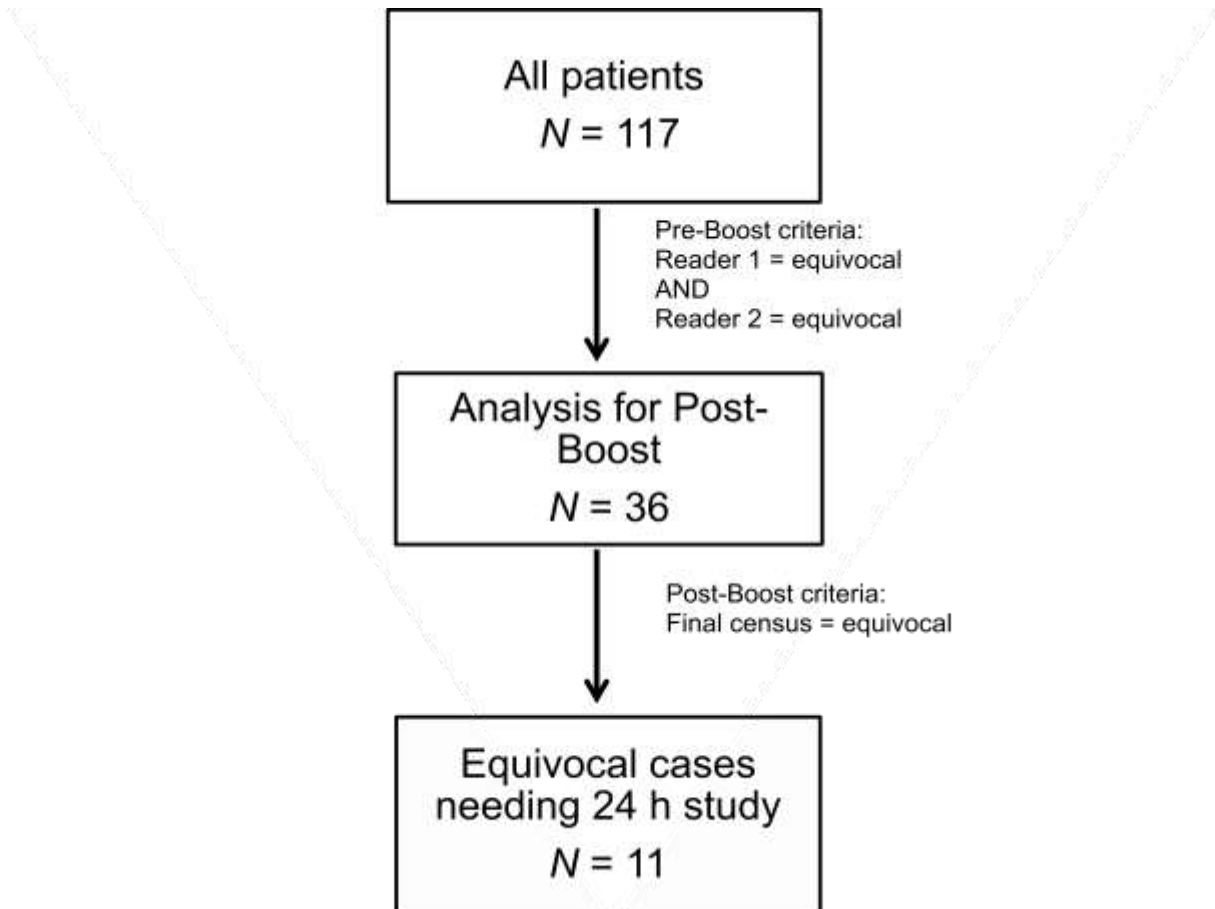 All patients
N = 117
Pre-Boost criteria:
Reader 1 = equivocal
AND
Reader 2 = equivocal
Analysis for Post-
Boost
N = 36
Post-Boost criteria:
Final census = equivocal
Equivocal cases
needing 24 h study
N = 11